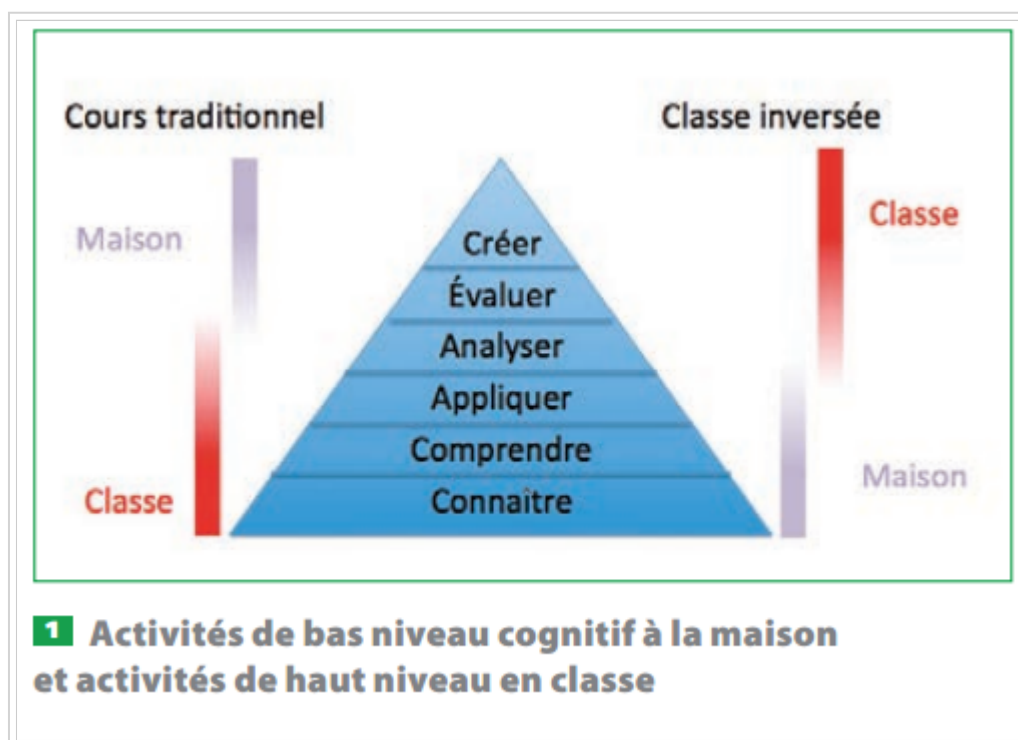 Cours traditionnel
Classe inversée
Maison
Classe
Créer
Évaluer
Analyser
Appliquer
Comprendre
Connaître
Classe
Maison
1 Activités de bas niveau cognitif à la maison
et activités de haut niveau en classe